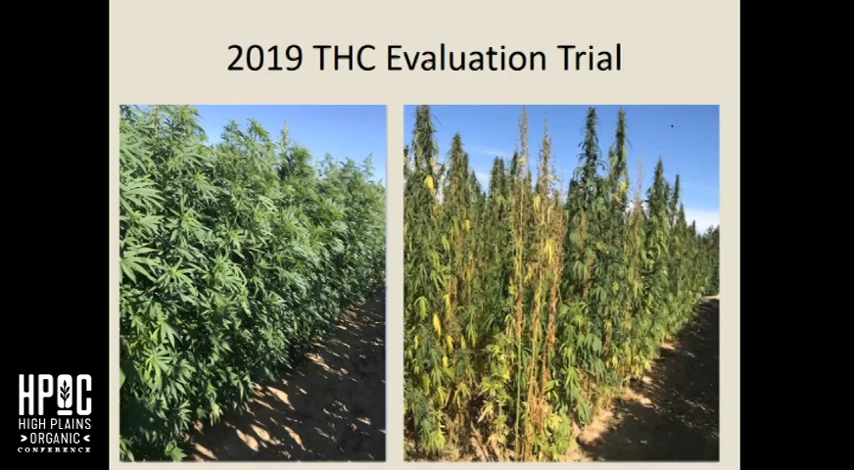 2019 THC Evaluation Trial
HPOC
HIGH PLAINS
ORGANIC
CONFERENCE